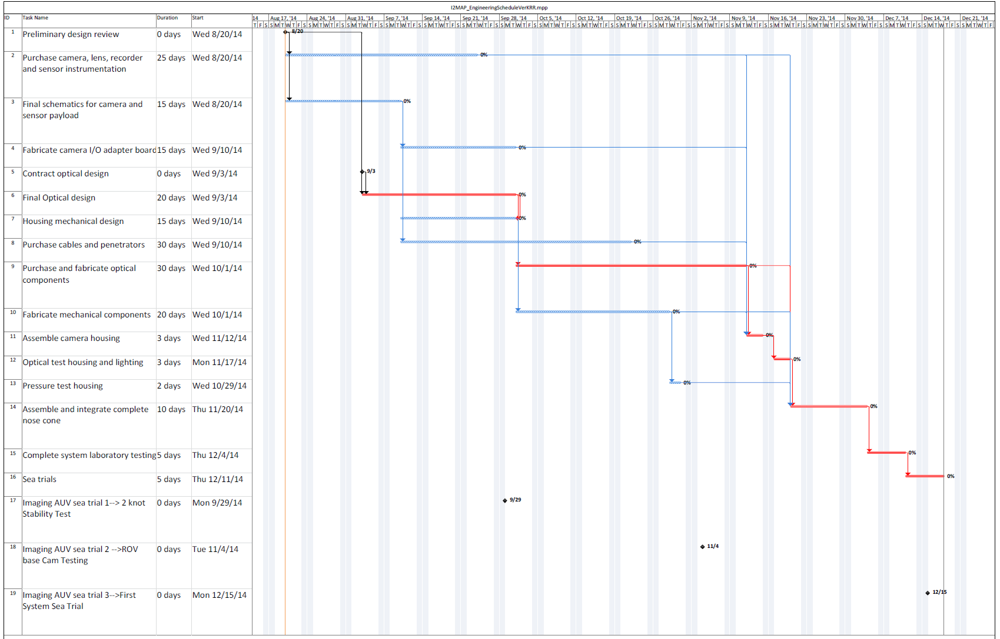 I2MAP_EngineeringScheduleVerKRR.mpp
ID Task Name Duration Start 14 Aug 17, '14 Aug 24, '14 Aug 31, '14 Sep 7, '14 Sep 14, '14 Sep 21, '14 Sep 28, '14 Oct 5, '14 Oct 12, '14 Oct 19, '14 Oct 26, '14 Nov 2, '14 Nov 9, '14 Nov 16, '14 Nov 23, '14 Nov 30, '14 Dec 7, '14 Dec 14, '14 Dec 21, '14
T F S S M T W T F S S M T W T F S S M T W T F S S M T W T F S S M T W T F S S M T W T F S S M T W T F S S M T W T F S S M T W T F S S M T W T F S S M T W T F S S M T W T F S S M T W T F S S M T W T F S S M T W T F S S M T W T F S S M T W T F S S M T W T F S S M T W T F
1 Preliminary design review 0 days Wed 8/20/14 8/20
2 Purchase camera, lens, recorder 25 days Wed 8/20/14 0%
and sensor instrumentation
3 Final schematics for camera and 15 days Wed 8/20/14 0%
sensor payload
4 Fabricate camera I/O adapter board 15 days Wed 9/10/14 0%
5 Contract optical design 0 days Wed 9/3/14 9/3
6 Final Optical design 20 days Wed 9/3/14 0%
7 Housing mechanical design 15 days Wed 9/10/14 0%
8 Purchase cables and penetrators 30 days Wed 9/10/14 0%
9 Purchase and fabricate optical 30 days Wed 10/1/14 0%
components
10 Fabricate mechanical components 20 days Wed 10/1/14 0%
11 Assemble camera housing 3 days Wed 11/12/14 0%
12 Optical test housing and lighting 3 days Mon 11/17/14 0%
13 Pressure test housing 2 days Wed 10/29/14 0%
14 Assemble and integrate complete 10 days Thu 11/20/14 0%
nose cone
15 Complete system laboratory testing 5 days Thu 12/4/14 0%
16 Sea trials 5 days Thu 12/11/14 0%
17 Imaging AUV sea trial 1--> 2 knot 0 days Mon 9/29/14 9/29
Stability Test
18 Imaging AUV sea trial 2 -->ROV 0 days Tue 11/4/14 11/4
base Cam Testing
19 Imaging AUV sea trial 3-->First 0 days Mon 12/15/14 12/15
System Sea Trial